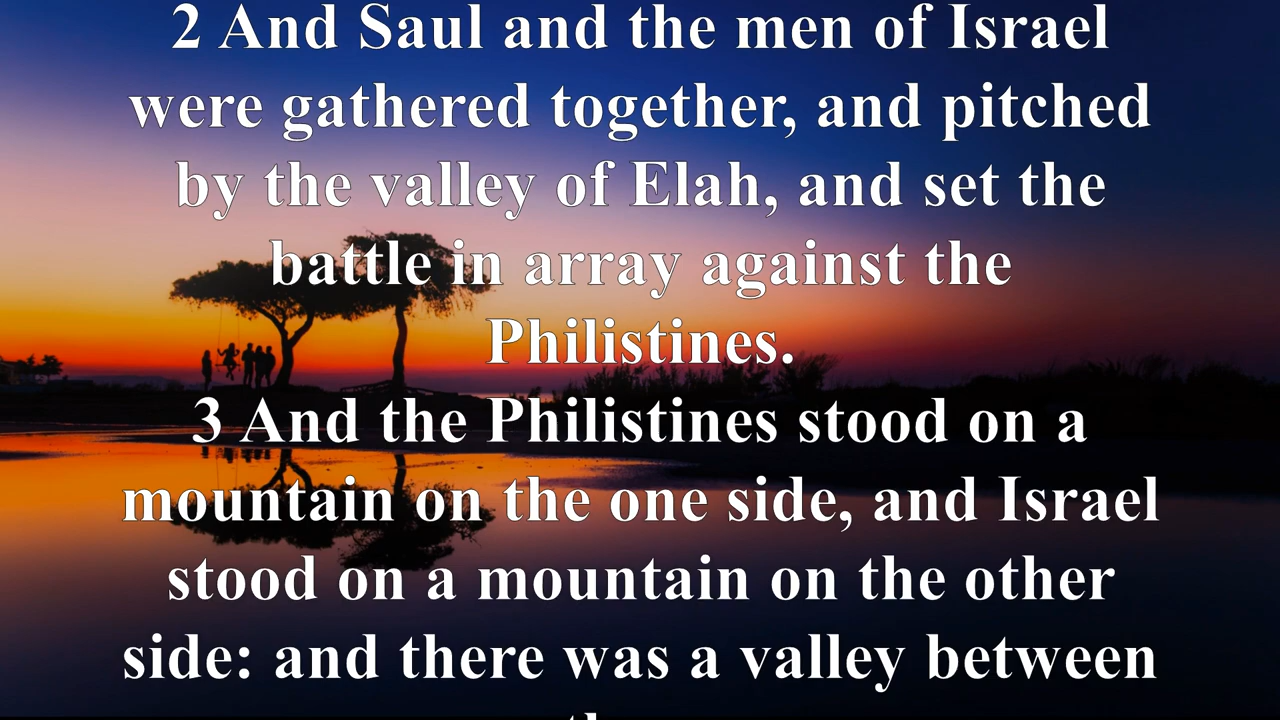 2 And Saul and the men of Israel
were gathered together, and pitched
by the valley of Elah, and set the
battle in array against the
Philistines.
3 And the Philistines stood on a
mountain on the one side, and Israel
stood on a mountain on the other
side: and there was a valley between